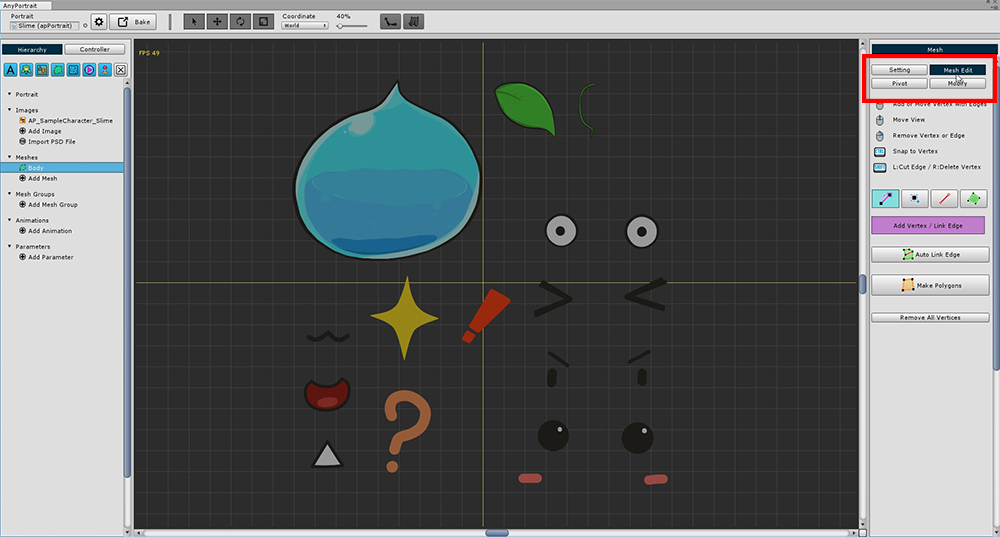 AnyPortrait
Portrait
Slime (apPortrait)
Bake
Coordinate
World
40%
Hierarchy
Controller
FPS 49
Portrait
Images
AP_SampleCharacter_Slime
Add Image
Import PSD File
Meshes
Body
Add Mesh
Mesh Groups
Add Mesh Group
Animations
Add Animation
Parameters
Add Parameter
Mesh
Setting
Mesh Edit
Pivot
Modify
Add or Move Vertex with Edges
Move View
Remove Vertex or Edge
Snap to Vertex
L:Cut Edge / R:Delete Vertex
Add Vertex / Link Edge
Auto Link Edge
Make Polygons
Remove All Vertices